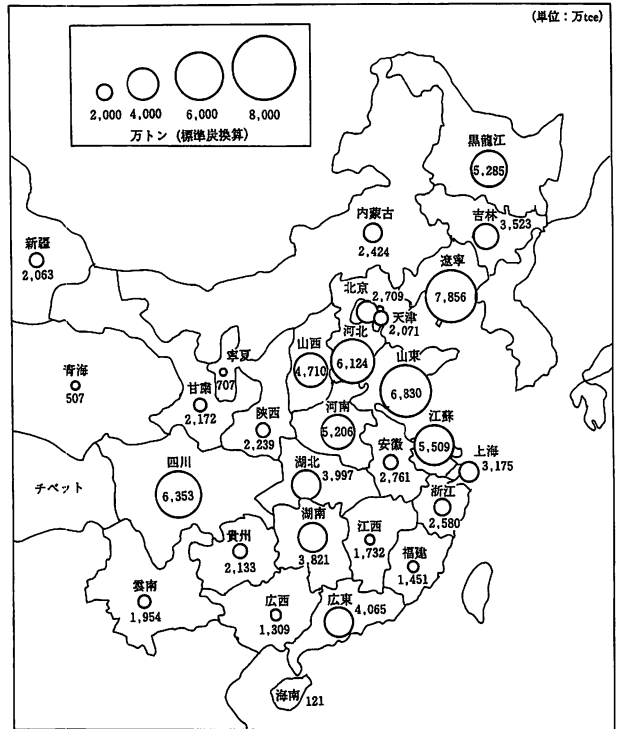 (単位：万tce)
2,000 4,000 6,000 8,000
万トン (標準炭換算)
黒龍江
5,285
内蒙古
2,424
吉林
3,523
新疆
2,063
遼寧
7,856
北京
2,709
天津
2,071
河北
6,124
山西
4,710
山東
6,830
寧夏
707
青海
507
甘粛
2,172
陝西
2,239
河南
5,206
江蘇
5,509
安徽
2,761
上海
3,175
四川
6,353
湖北
3,997
チベット
浙江
2,580
湖南
3,821
江西
1,732
貴州
2,133
福建
1,451
雲南
1,954
広西
1,309
広東
4,065
海南 121